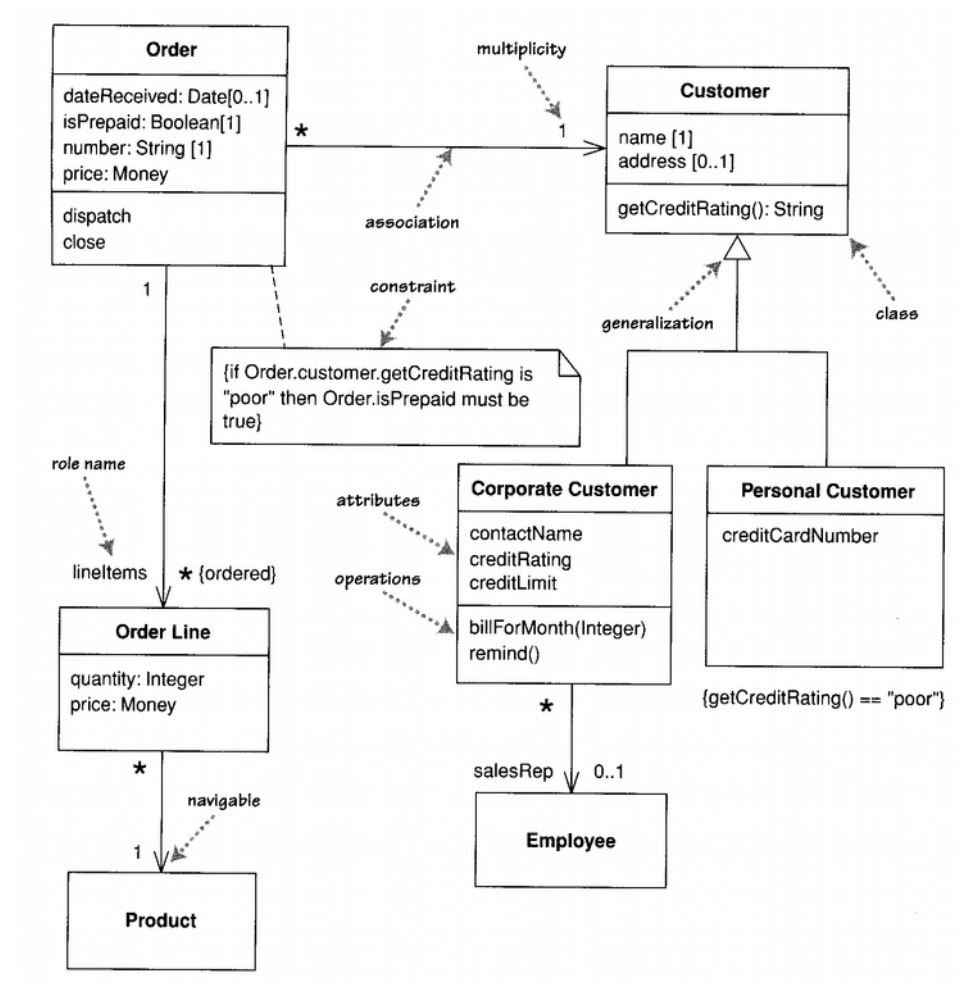 Order
dateReceived: Date[0..1]
isPrepaid: Boolean[1]
number: String [1]
price: Money
dispatch
close
*
1
multiplicity
association
Customer
name [1]
address [0..1]
getCreditRating(): String
generalization
class
constraint
{if Order.customer.getCreditRating is
"poor" then Order.isPrepaid must be
true}
1
role name
lineItems
* {ordered}
Order Line
quantity: Integer
price: Money
*
navigable
1
Product
attributes
operations
Corporate Customer
contactName
creditRating
creditLimit
billForMonth(Integer)
remind()
*
salesRep
0..1
Employee
Personal Customer
creditCardNumber
{getCreditRating() == "poor"}